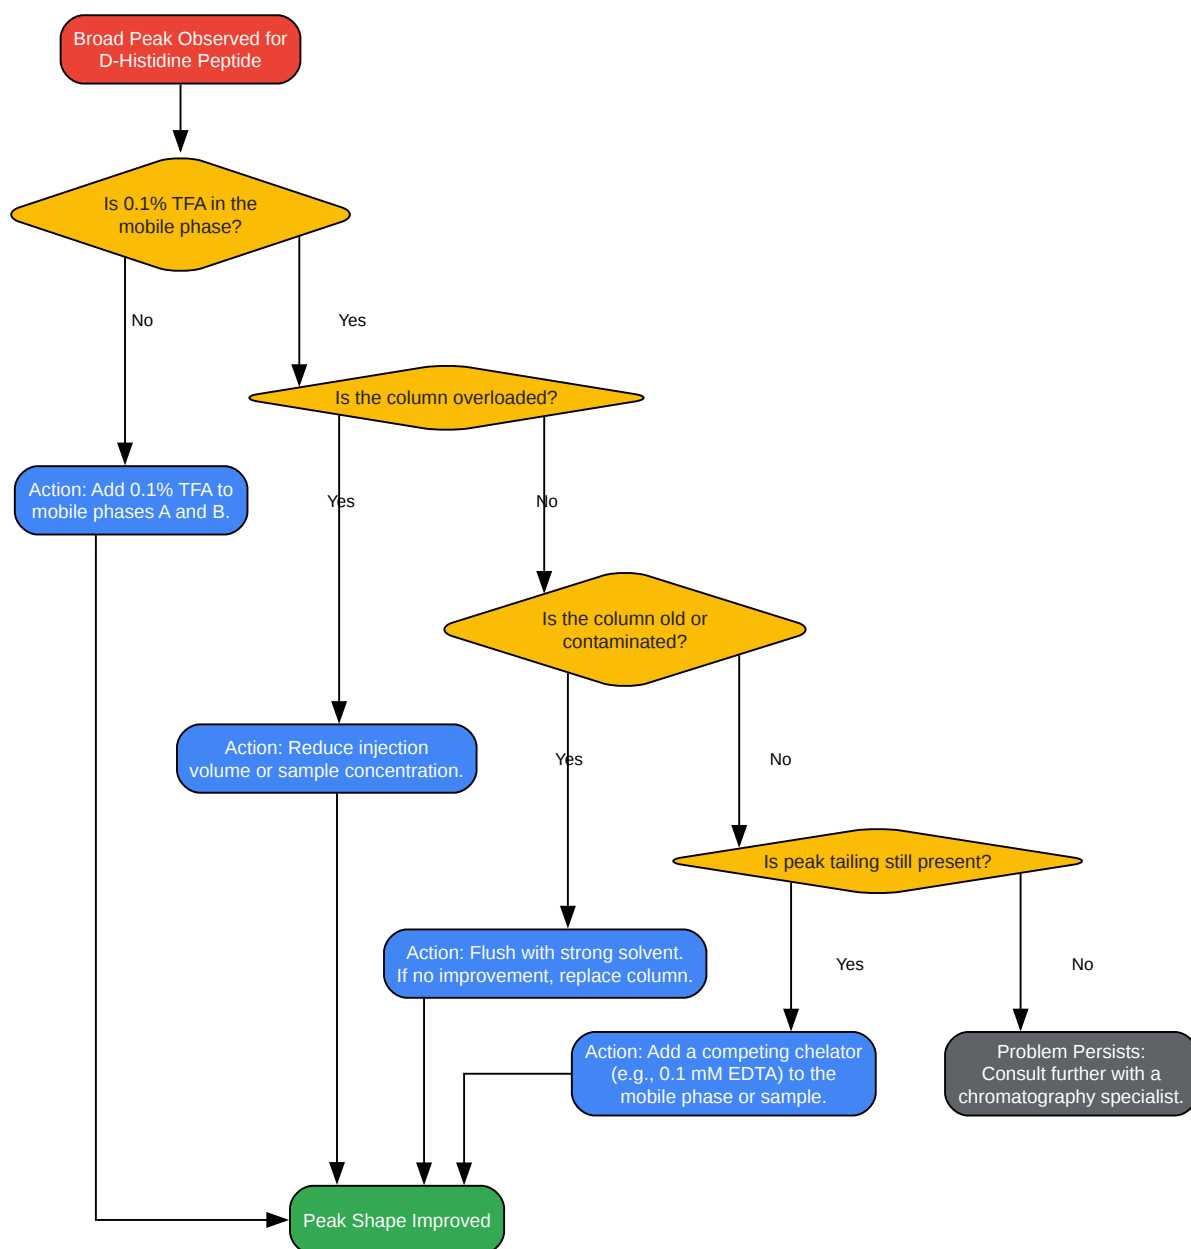 Broad Peak Observed for
D-Histidine Peptide
Is 0.1% TFA in the
mobile phase?
No
Yes
Is the column overloaded?
Action: Add 0.1% TFA to
mobile phases A and B.
Yes
No
Is the column old or
contaminated?
Action: Reduce injection
volume or sample concentration.
Yes
No
Is peak tailing still present?
Action: Flush with strong solvent.
If no improvement, replace column.
Yes
No
Action: Add a competing chelator
(e.g., 0.1 mM EDTA) to the
mobile phase or sample.
Problem Persists:
Consult further with a
chromatography specialist.
Peak Shape Improved